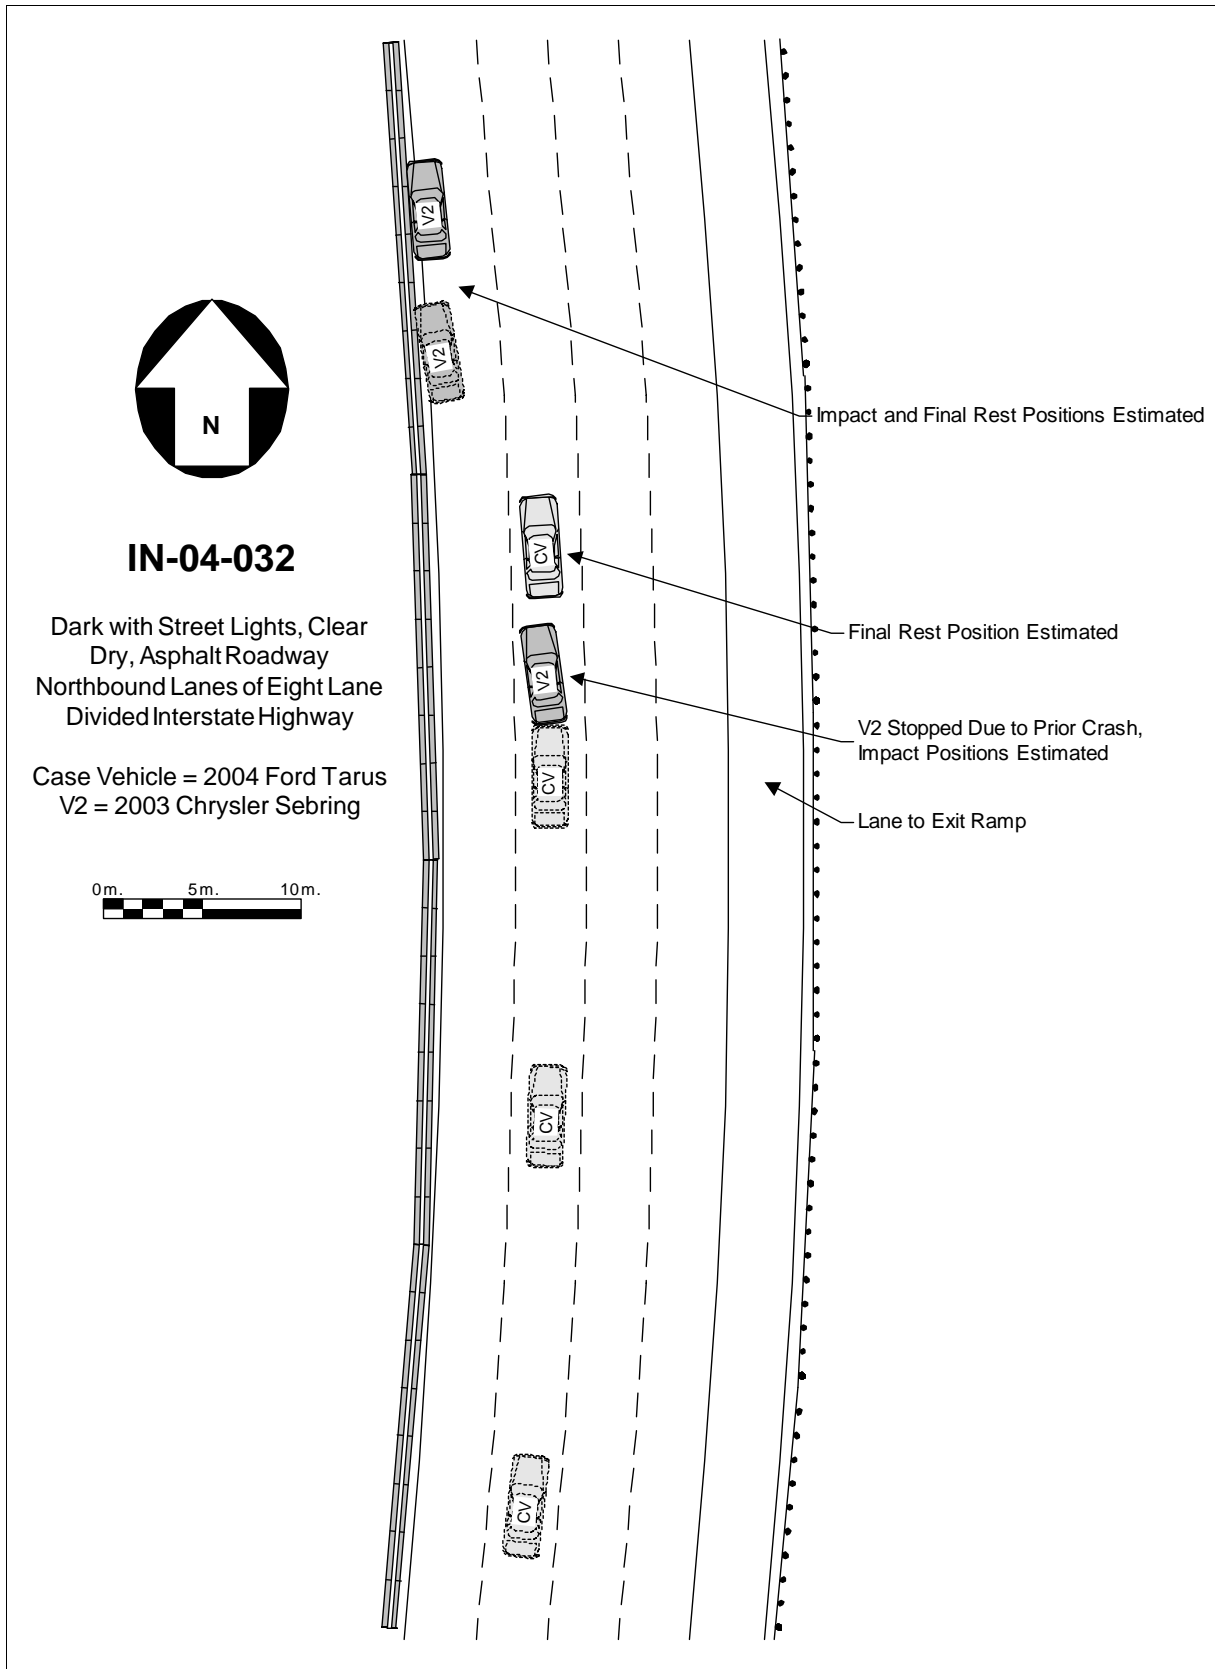 V2
V2
Impact and Final Rest Positions Estimated
N
CV
IN-04-032
Dark with Street Lights, Clear
Dry, Asphalt Roadway
Northbound Lanes of Eight Lane
Divided Interstate Highway
Case Vehicle = 2004 Ford Tarus
V2 = 2003 Chrysler Sebring
0m. 5m. 10m.
Final Rest Position Estimated
V2
V2 Stopped Due to Prior Crash,
Impact Positions Estimated
CV
Lane to Exit Ramp
CV
CV